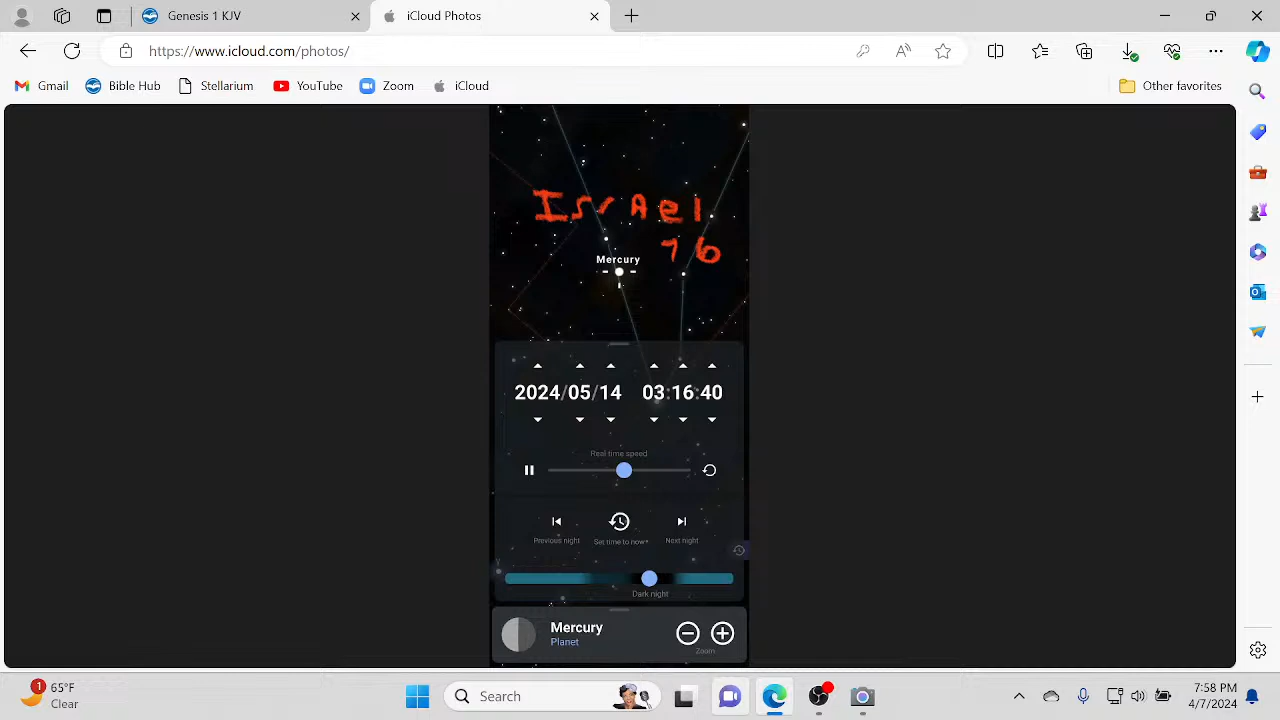 Genesis 1 KJV
iCloud Photos
https://www.icloud.com/photos/
Gmail
Bible Hub
Stellarium
YouTube
Zoom
iCloud
Other favorites
Israel
76
Mercury
2024/05/14 03:16:40
Real time speed
Previous night
Set time to now*
Next night
Dark night
Mercury
Planet
Zoom
1
65°F
Clear
Search
7:58 PM
4/7/2024